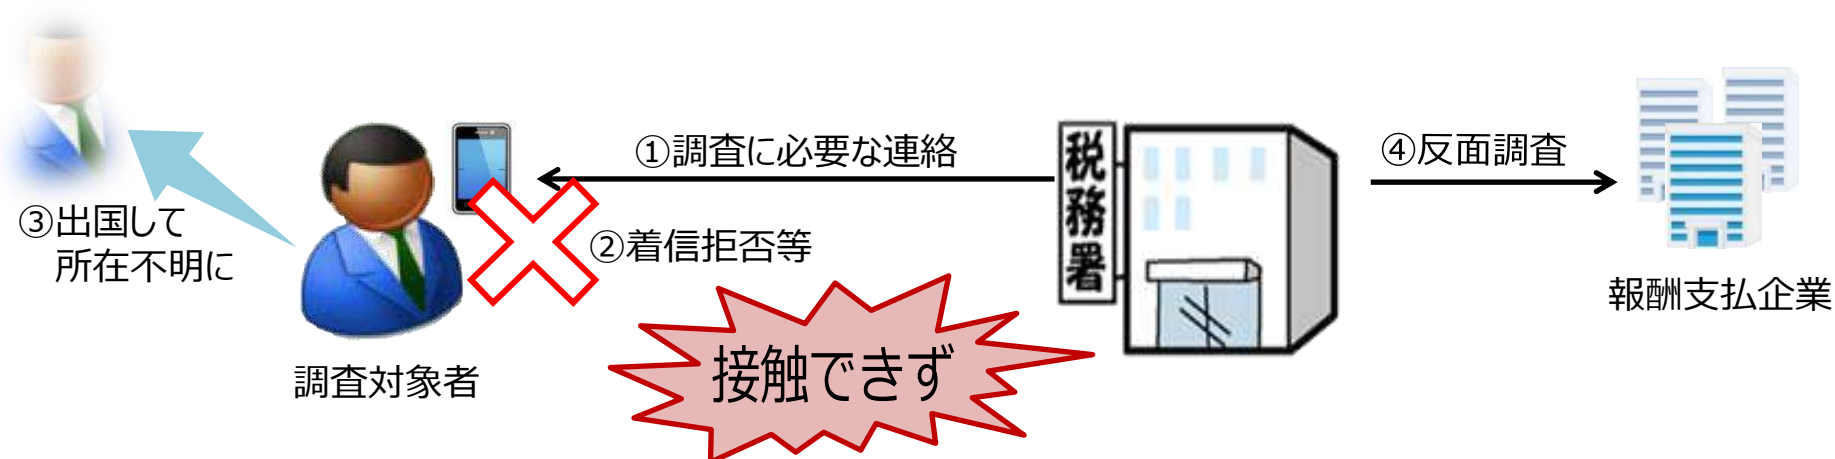 ①調査に必要な連絡
②着信拒否等
③出国して
所在不明に
調査対象者
接触できず
税務署
④反面調査
報酬支払企業